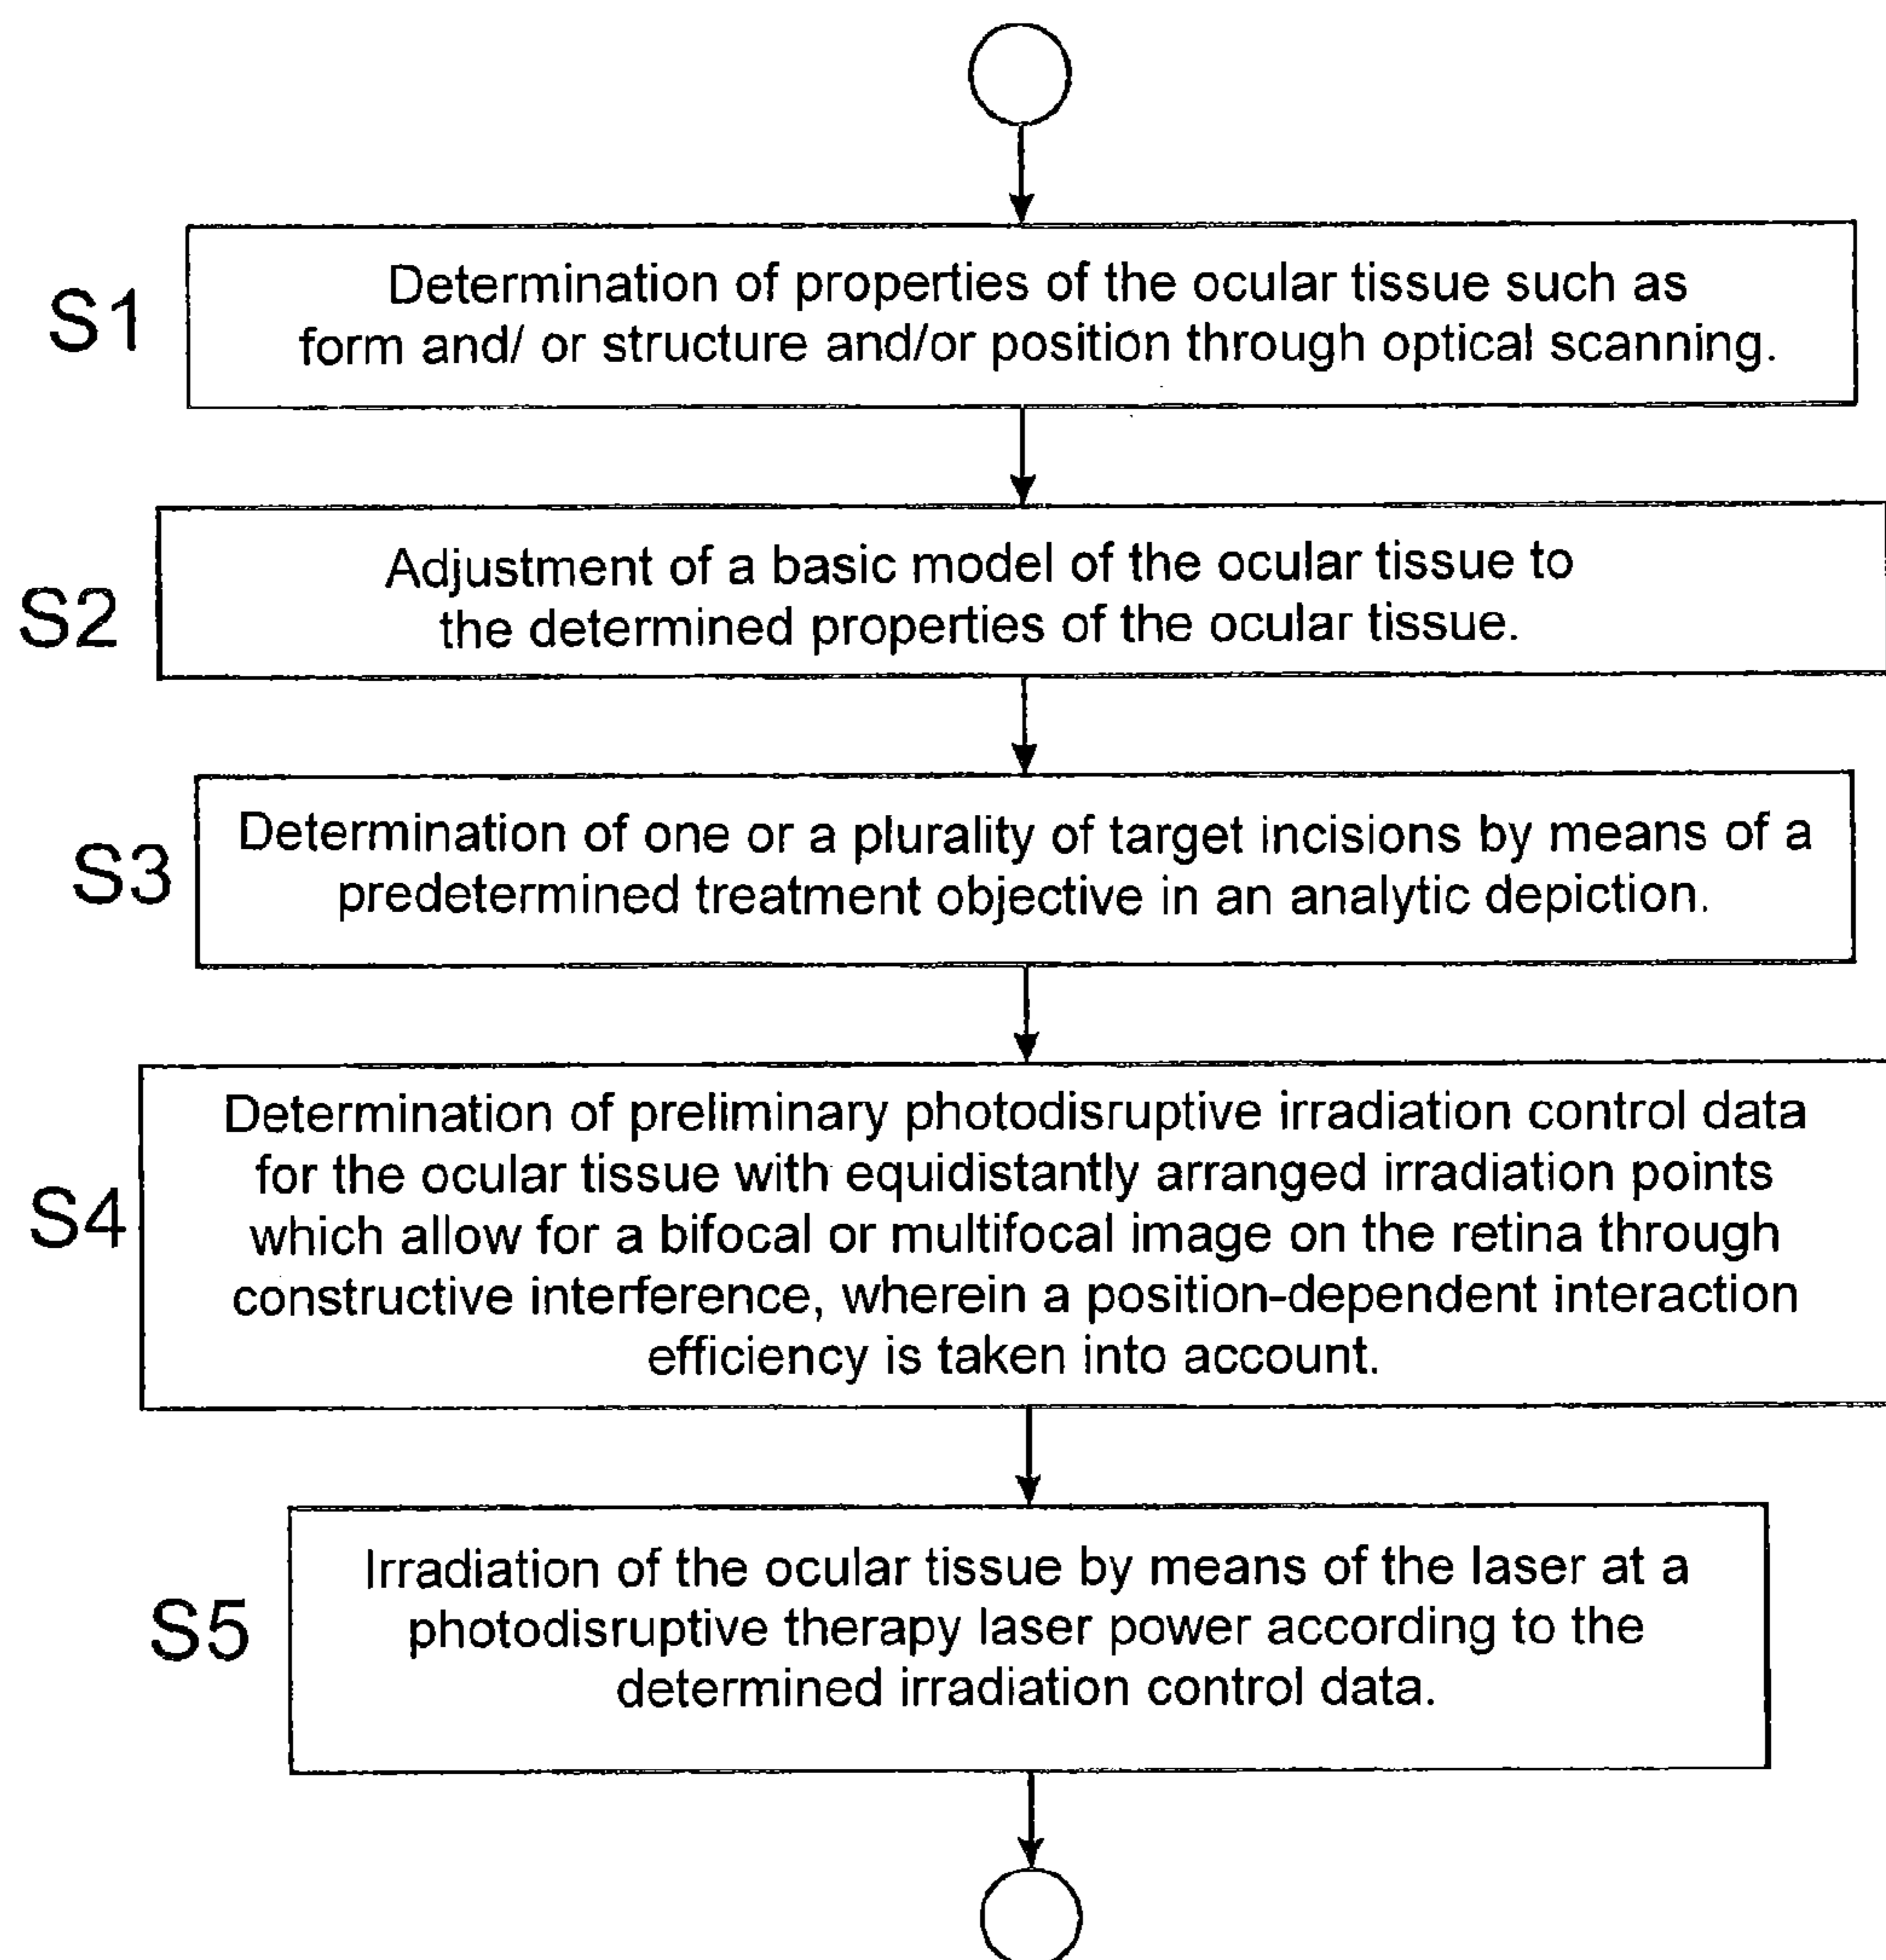 S1
Determination of properties of the ocular tissue such as
form and/ or structure and/or position through optical scanning.
S2
Adjustment of a basic model of the ocular tissue to
the determined properties of the ocular tissue.
S3
Determination of one or a plurality of target incisions by means of a
predetermined treatment objective in an analytic depiction.
S4
Determination of preliminary photodisruptive irradiation control data
for the ocular tissue with equidistantly arranged irradiation points
which allow for a bifocal or multifocal image on the retina through
constructive interference, wherein a position-dependent interaction
efficiency is taken into account.
S5
Irradiation of the ocular tissue by means of the laser at a
photodisruptive therapy laser power according to the
determined irradiation control data.